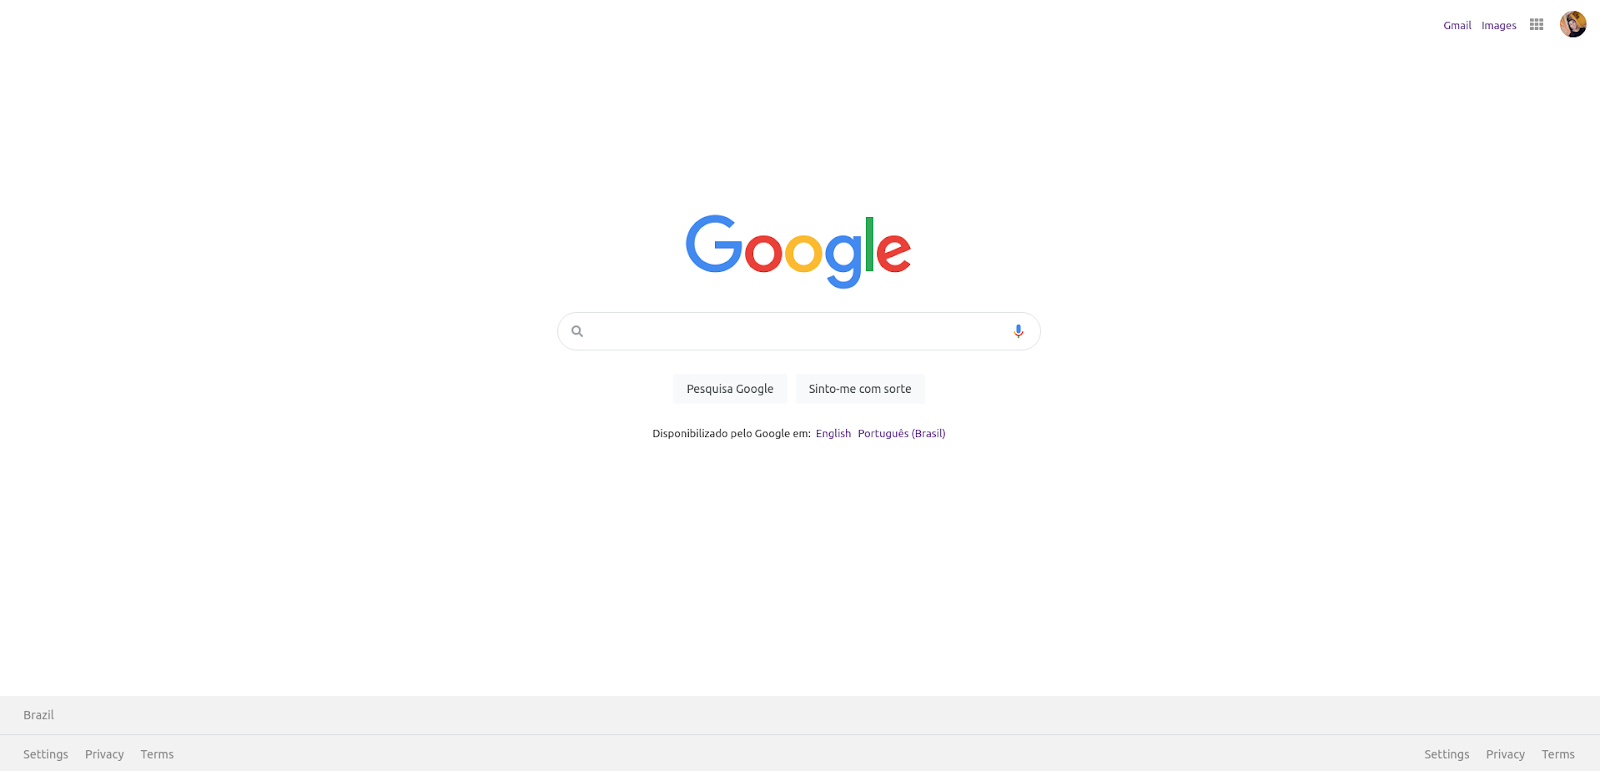 Gmail Images
Google
Pesquisa Google Sinto-me com sorte
Disponibilizado pelo Google em: English Português (Brasil)
Brazil
Settings Privacy Terms Settings Privacy Terms